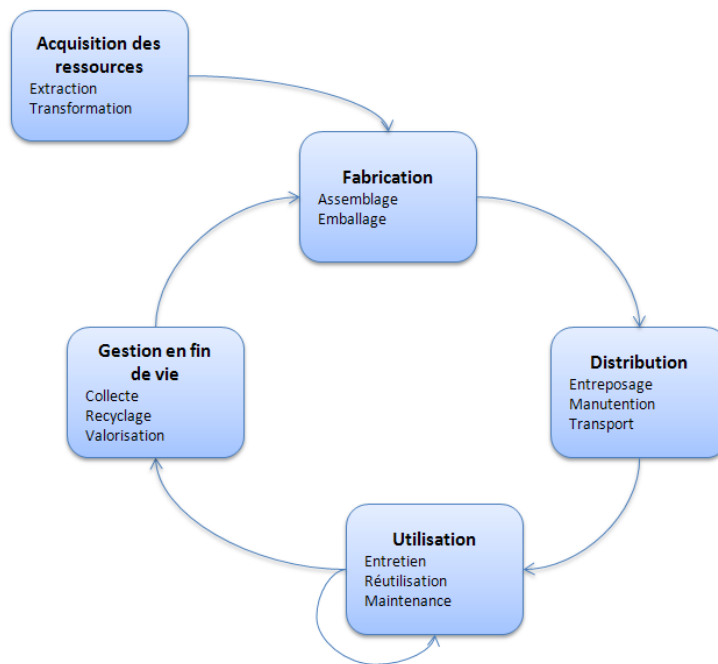 Acquisition des
ressources
Extraction
Transformation
Fabrication
Assemblage
Emballage
Distribution
Entreposage
Manutention
Transport
Utilisation
Entretien
Réutilisation
Maintenance
Gestion en fin
de vie
Collecte
Recyclage
Valorisation